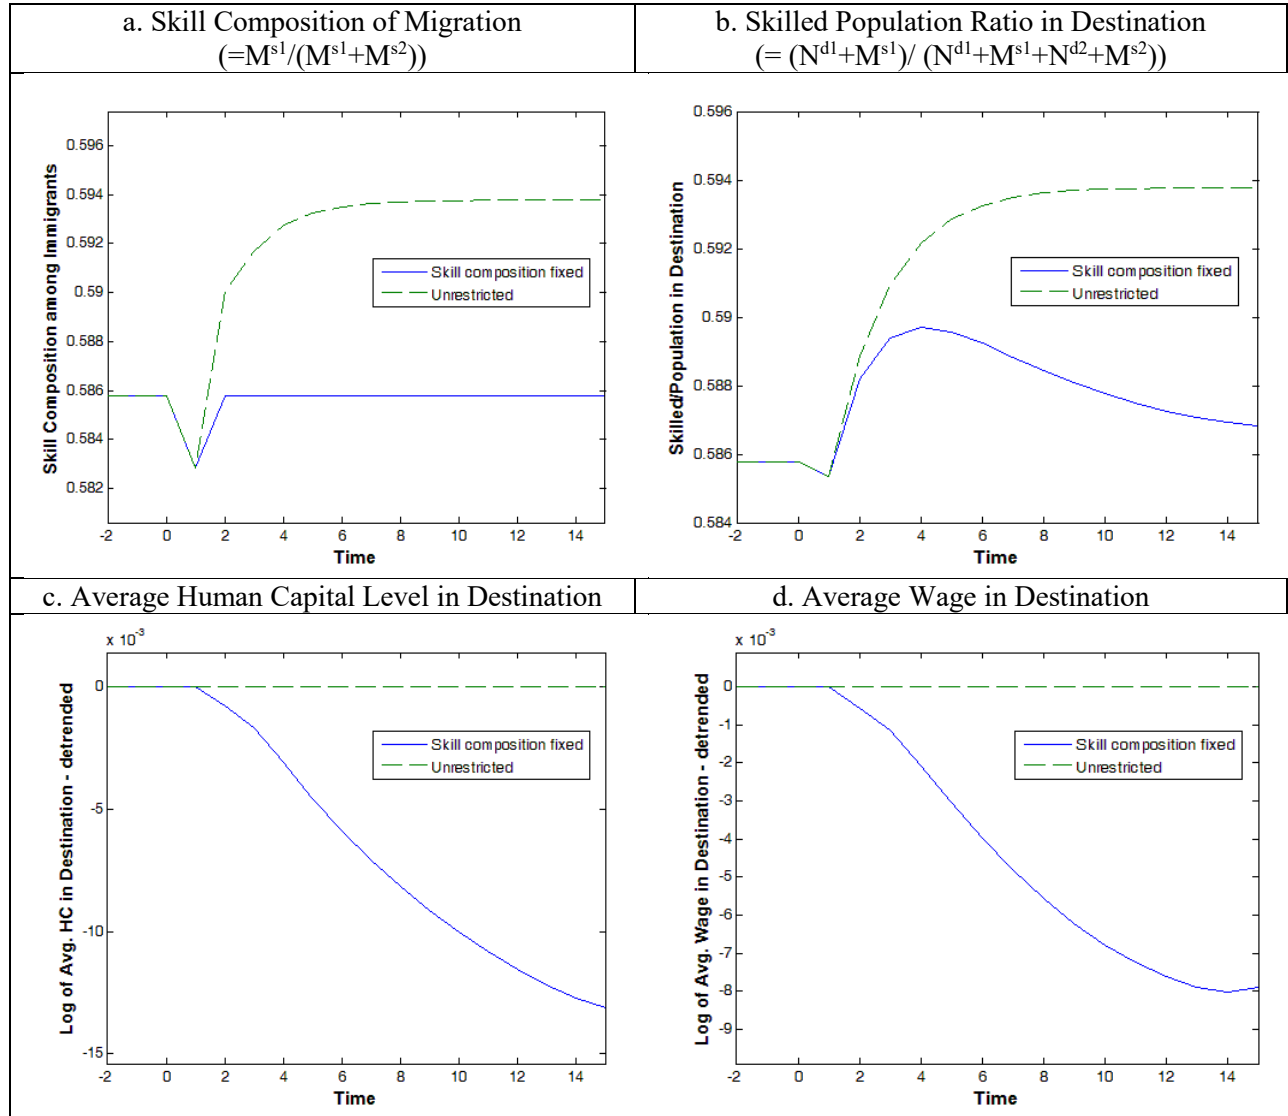 a. Skill Composition of Migration
(=M^s1/(M^s1+M^s2))
b. Skilled Population Ratio in Destination
(= (N^d1+M^s1)/ (N^d1+M^s1+N^d2+M^s2))
0.596
0.594
0.592
0.59
0.588
0.586
0.584
0.582
Skill Composition among Immigrants
Skill composition fixed
Unrestricted
-2 0 2 4 6 8 10 12 14
Time
0.596
0.594
0.592
0.59
0.588
0.586
0.584
Skilled/Population in Destination
Skill composition fixed
Unrestricted
-2 0 2 4 6 8 10 12 14
Time
c. Average Human Capital Level in Destination
d. Average Wage in Destination
x 10^-3
0
-5
-10
-15
Log of Avg. HC in Destination - detrended
Skill composition fixed
Unrestricted
-2 0 2 4 6 8 10 12 14
Time
x 10^-3
0
-1
-2
-3
-4
-5
-6
-7
-8
-9
Log of Avg. Wage in Destination - detrended
Skill composition fixed
Unrestricted
-2 0 2 4 6 8 10 12 14
Time